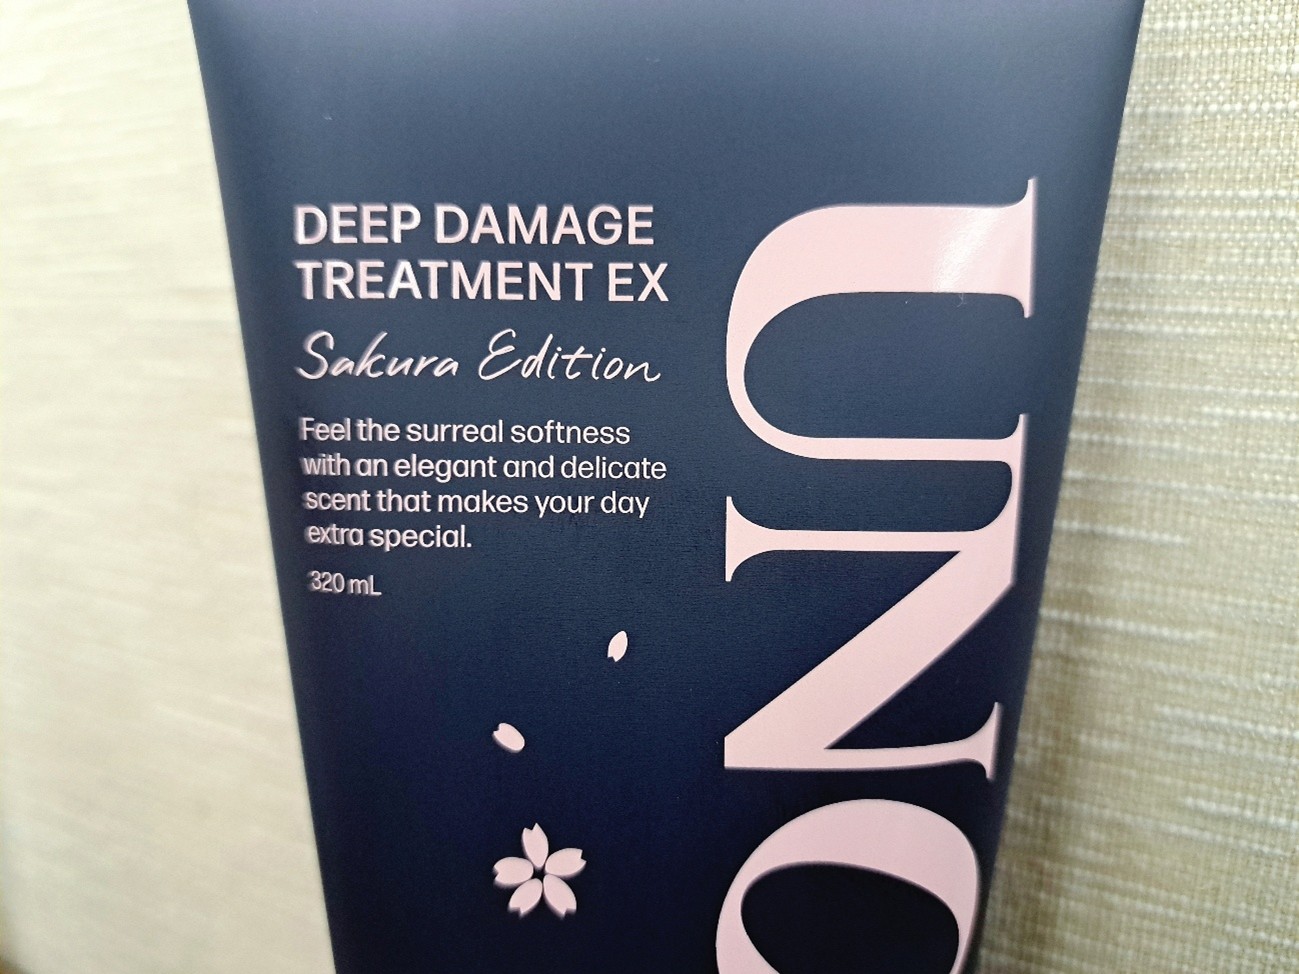 DEEP DAMAGE
TREATMENT EX
Sakura Edition
Feel the surreal softness
with an elegant and delicate
scent that makes your day
extra special.
320 mL
UNO